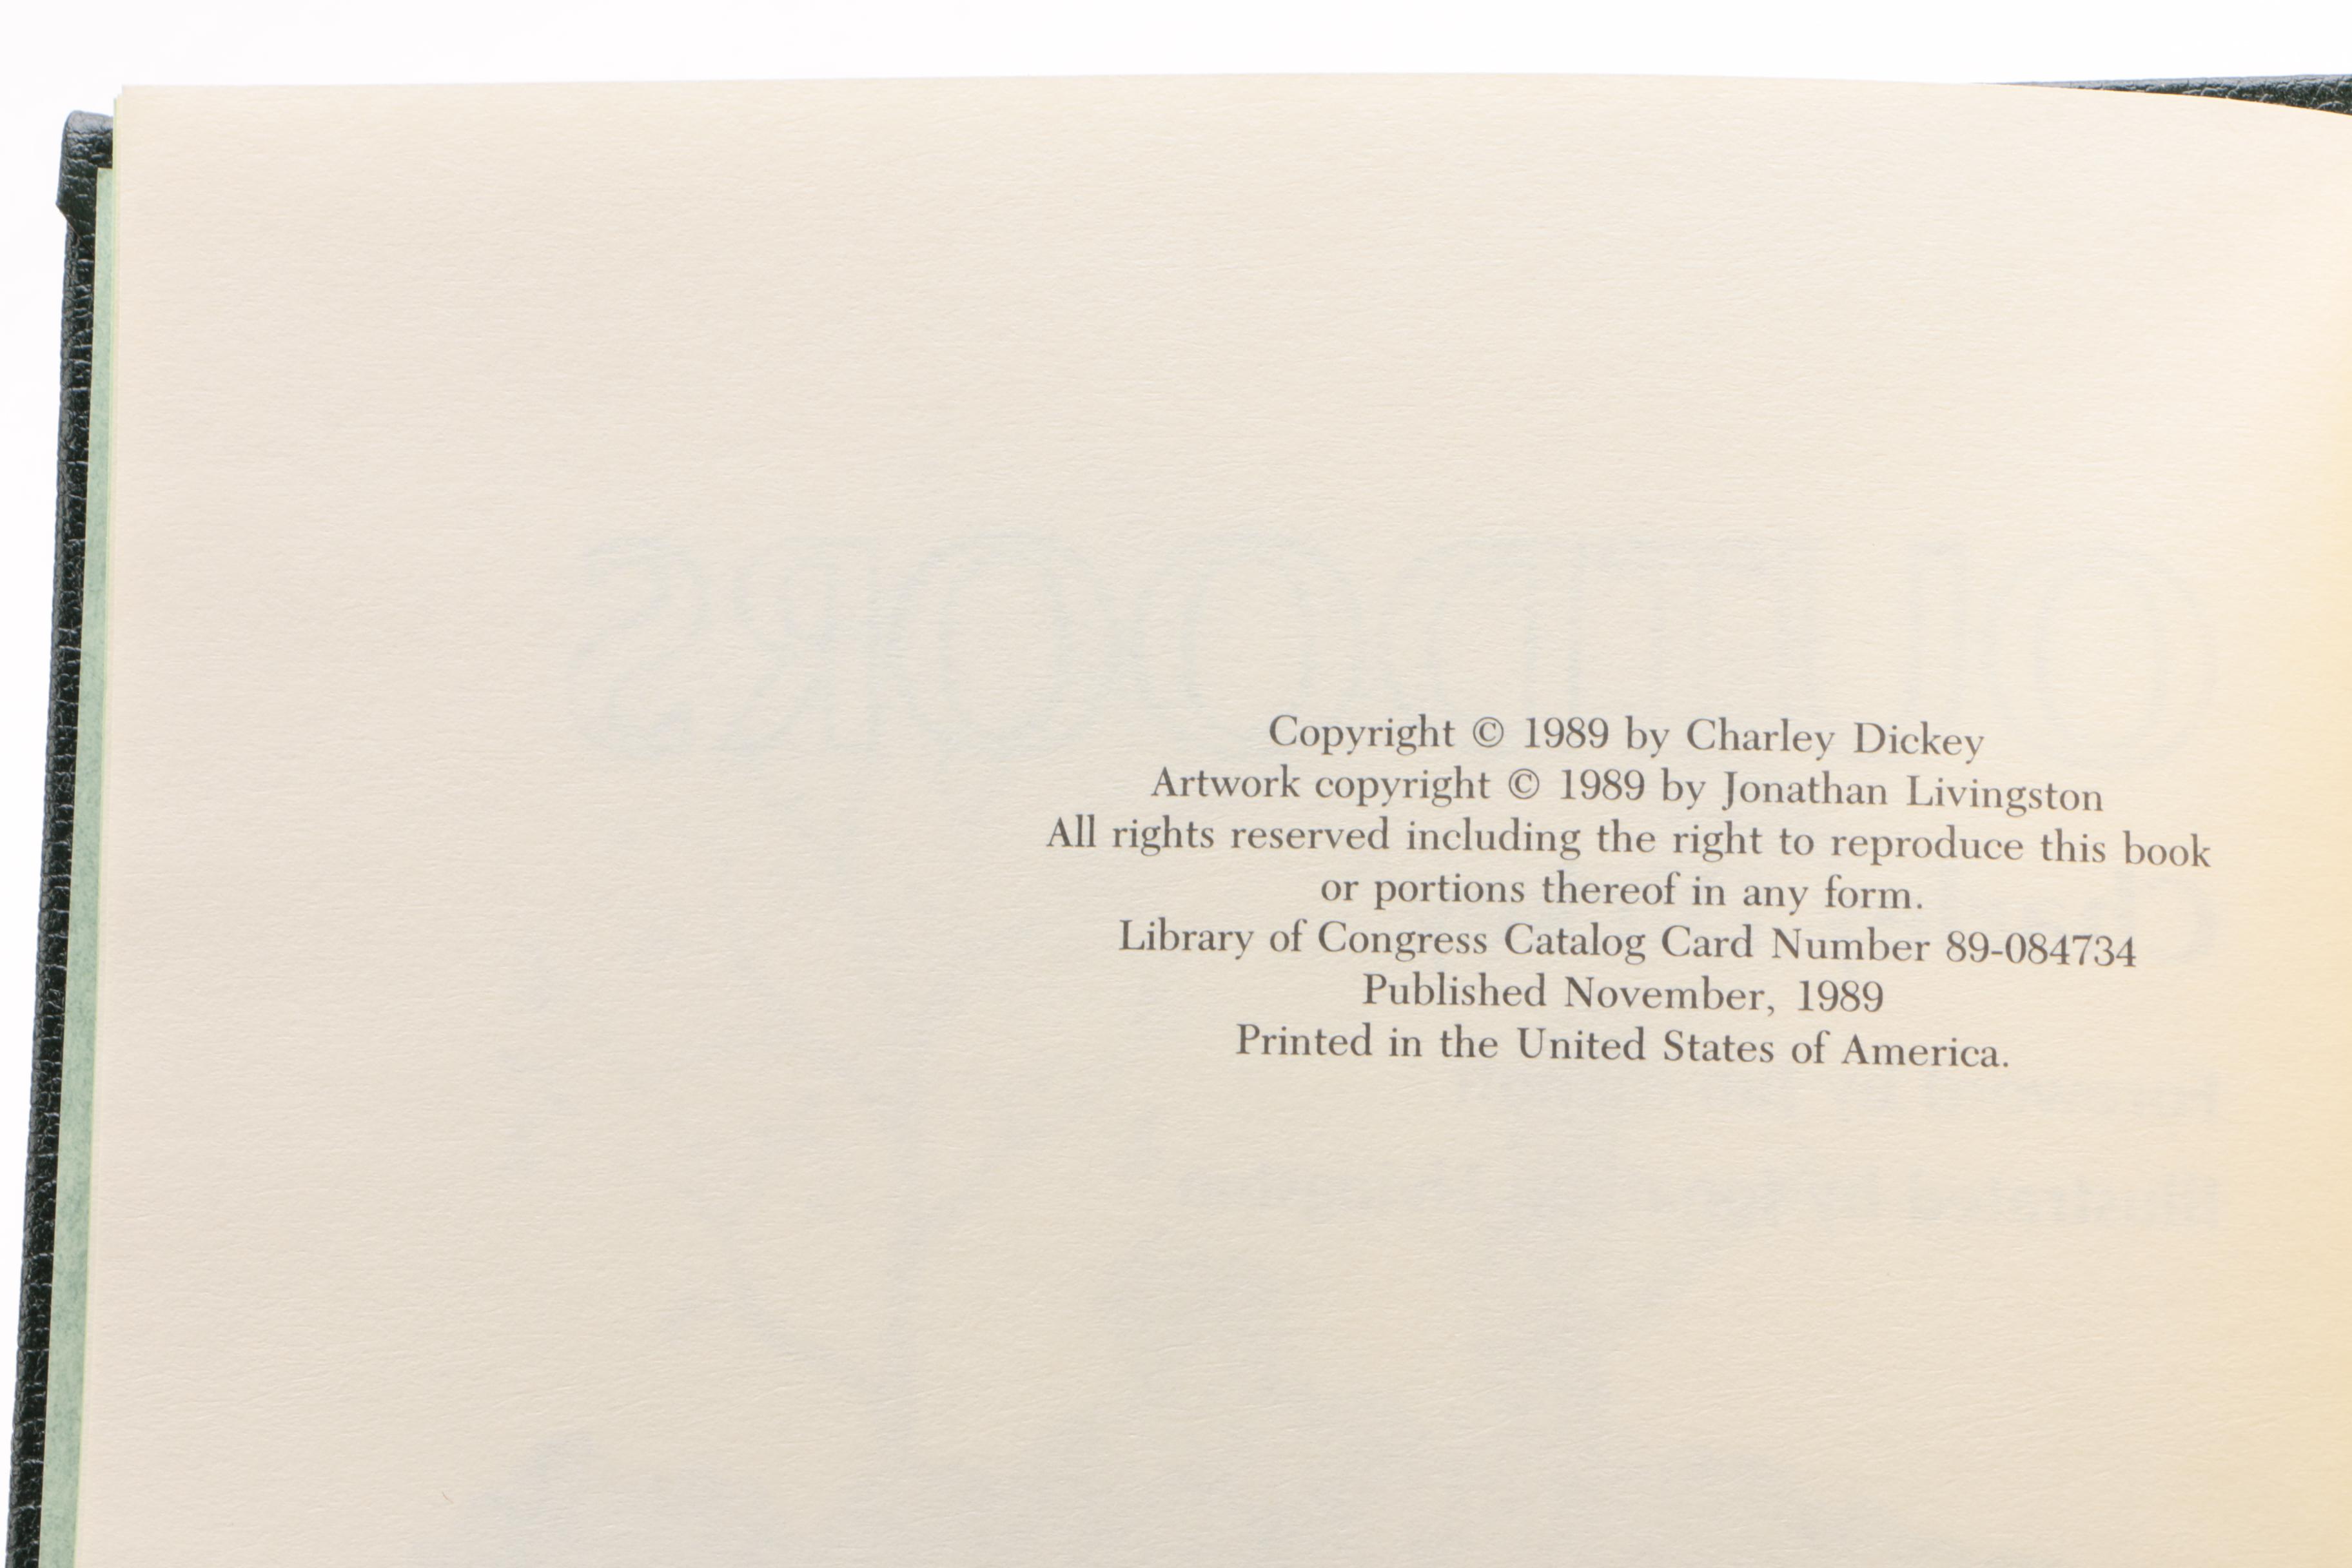 Copyright © 1989 by Charley Dickey
Artwork copyright © 1989 by Jonathan Livingston
All rights reserved including the right to reproduce this book
or portions thereof in any form.
Library of Congress Catalog Card Number 89-084734
Published November, 1989
Printed in the United States of America.